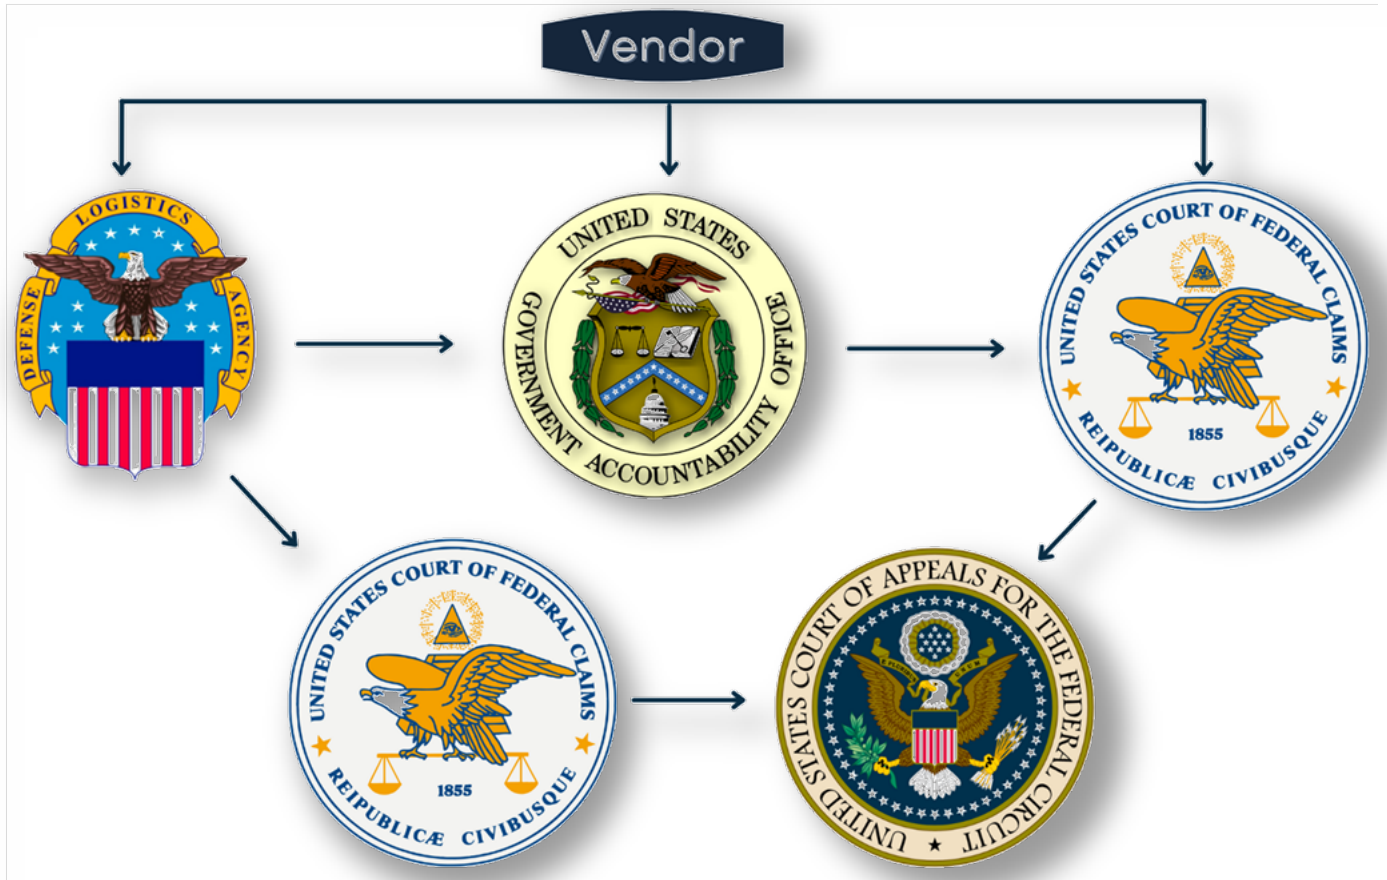 Vendor
DEFENSE LOGISTICS AGENCY
UNITED STATES
GOVERNMENT ACCOUNTABILITY OFFICE
UNITED STATES COURT OF FEDERAL CLAIMS
1855
REIPUBLICÆ CIVIBUSQUE
UNITED STATES COURT OF FEDERAL CLAIMS
1855
REIPUBLICÆ CIVIBUSQUE
UNITED STATES COURT OF APPEALS FOR THE FEDERAL CIRCUIT